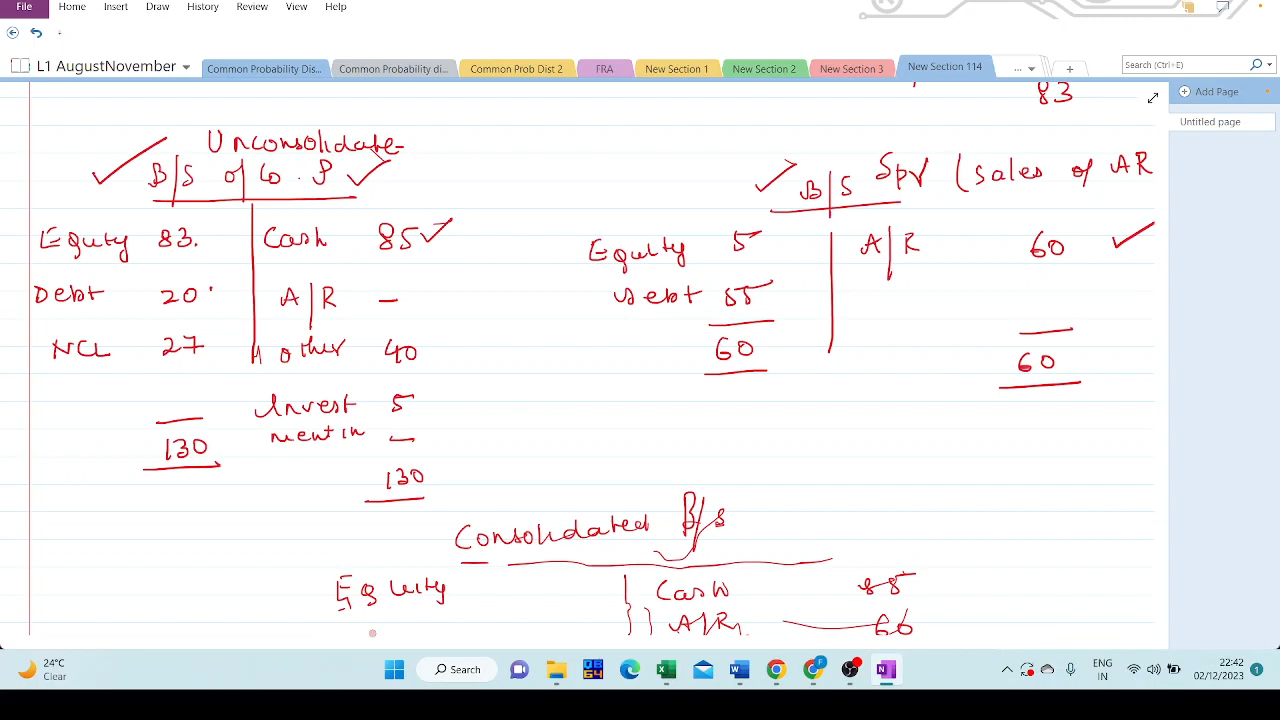 File Home Insert Draw History Review View Help
L1 AugustNovember
Common Probability Dis...
Common Probability di...
Common Prob Dist 2
FRA
New Section 1
New Section 2
New Section 3
New Section 114
...
Search (Ctrl+E)
Add Page
Untitled page
83
Unconsolidate
B/S of Co. P
Equity 83. Cash 85
Debt 20 A/R –
NCL 27 other 40
Invest 5
ment in –
130
130
B/S Spv (Sales of AR
Equity 5 A/R 60
Debt 55
60 60
Consolidated B/s
Equity Cash 85
A/R 60
24°C
Clear
Search
ENG
IN
22:42
02/12/2023